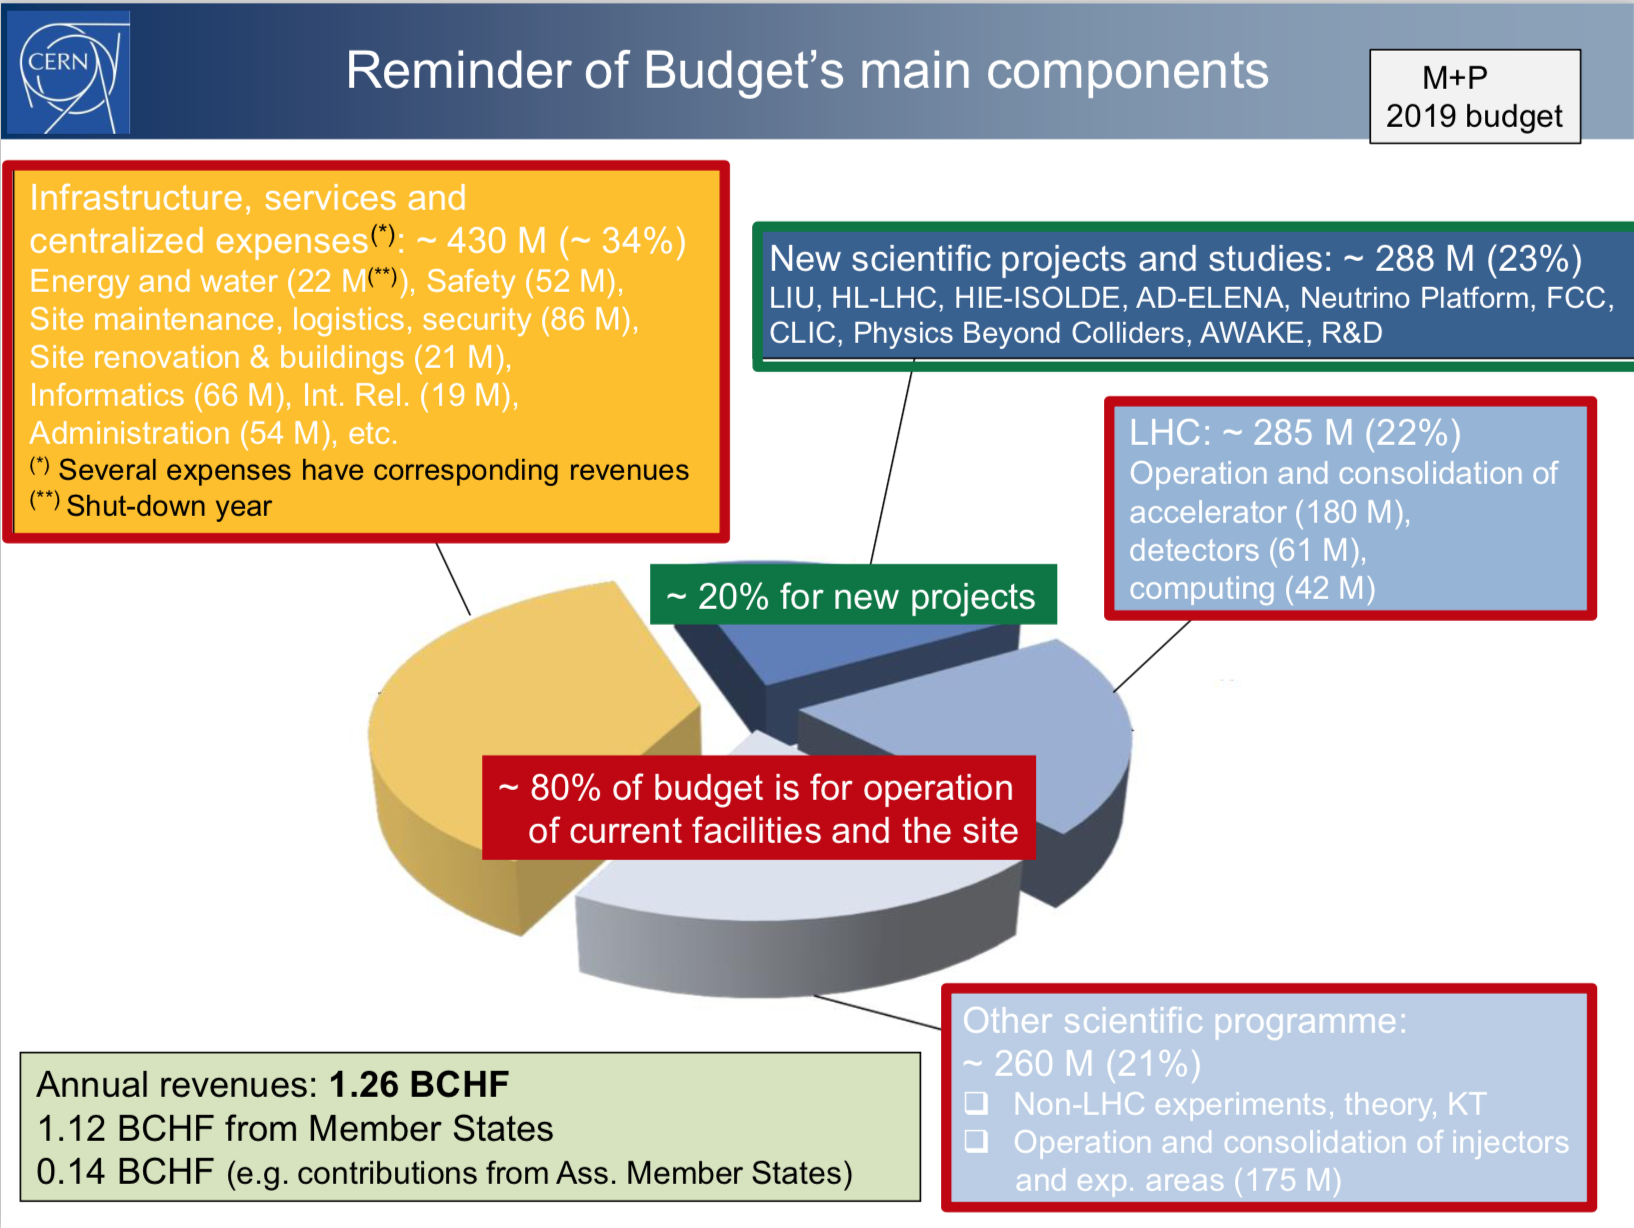 CERN
Reminder of Budget’s main components
M+P
2019 budget
Infrastructure, services and
centralized expenses(*): ~ 430 M (~ 34%)
Energy and water (22 M(**)), Safety (52 M),
Site maintenance, logistics, security (86 M),
Site renovation & buildings (21 M),
Informatics (66 M), Int. Rel. (19 M),
Administration (54 M), etc.
(*) Several expenses have corresponding revenues
(**) Shut-down year
New scientific projects and studies: ~ 288 M (23%)
LIU, HL-LHC, HIE-ISOLDE, AD-ELENA, Neutrino Platform, FCC,
CLIC, Physics Beyond Colliders, AWAKE, R&D
LHC: ~ 285 M (22%)
Operation and consolidation of
accelerator (180 M),
detectors (61 M),
computing (42 M)
~ 20% for new projects
~ 80% of budget is for operation
of current facilities and the site
Other scientific programme:
~ 260 M (21%)
❑ Non-LHC experiments, theory, KT
❑ Operation and consolidation of injectors
and exp. areas (175 M)
Annual revenues: 1.26 BCHF
1.12 BCHF from Member States
0.14 BCHF (e.g. contributions from Ass. Member States)